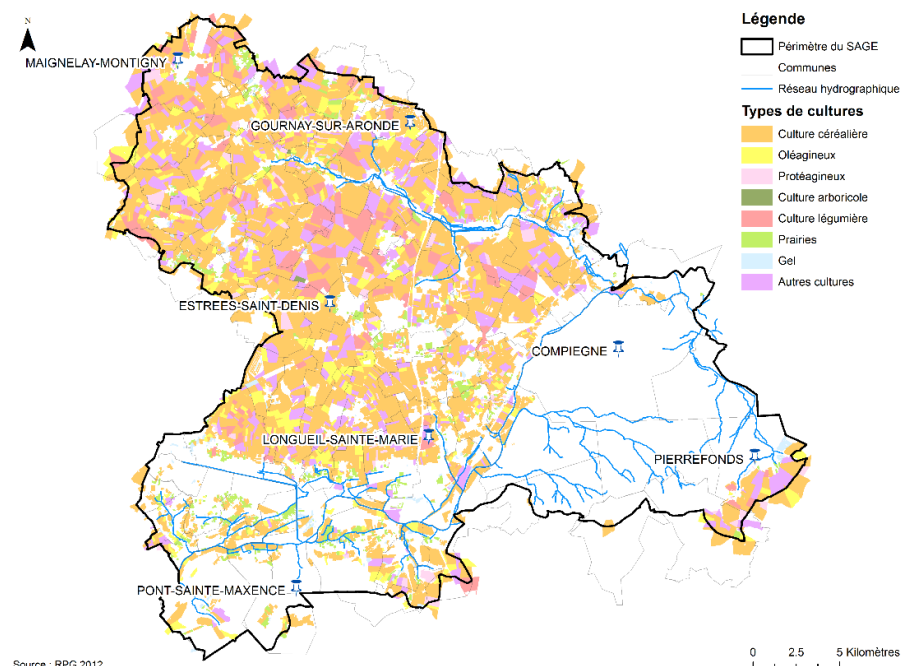 N
MAIGNELAY-MONTIGNY
GOURNAY-SUR-ARONDE
ESTREES-SAINT-DENIS
COMPIEGNE
LONGUEIL-SAINTE-MARIE
PIERREFONDS
PONT-SAINTE-MAXENCE
Légende
Périmètre du SAGE
Communes
Réseau hydrographique
Types de cultures
Culture céréalière
Oléagineux
Protéagineux
Culture arboricole
Culture légumière
Prairies
Gel
Autres cultures
Source : RPG 2012
0 2.5 5 Kilomètres